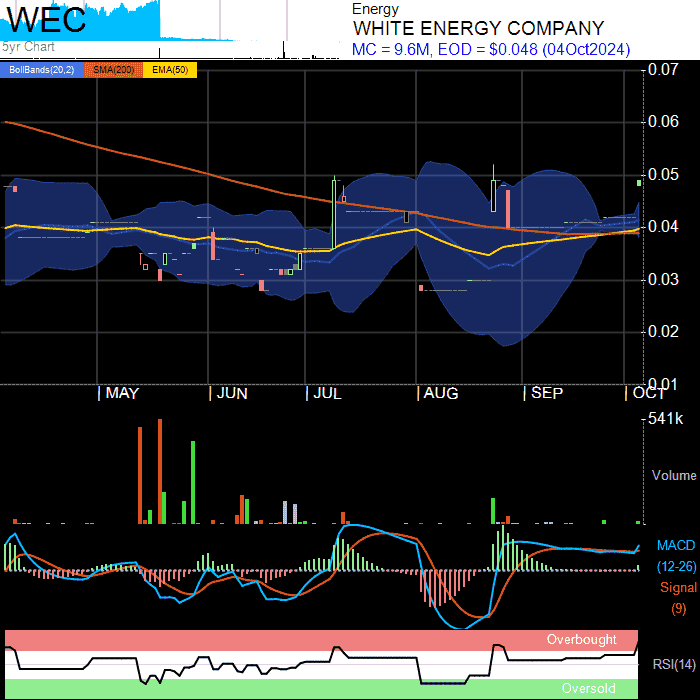 WEC
5yr Chart
Energy
WHITE ENERGY COMPANY
MC = 9.6M, EOD = $0.048 (04Oct2024)
BollBands(20,2) SMA(200) EMA(50)
0.07
0.06
0.05
0.04
0.03
0.02
0.01
MAY JUN JUL AUG SEP OCT
541k
Volume
MACD
(12-26)
Signal
(9)
Overbought
RSI(14)
Oversold